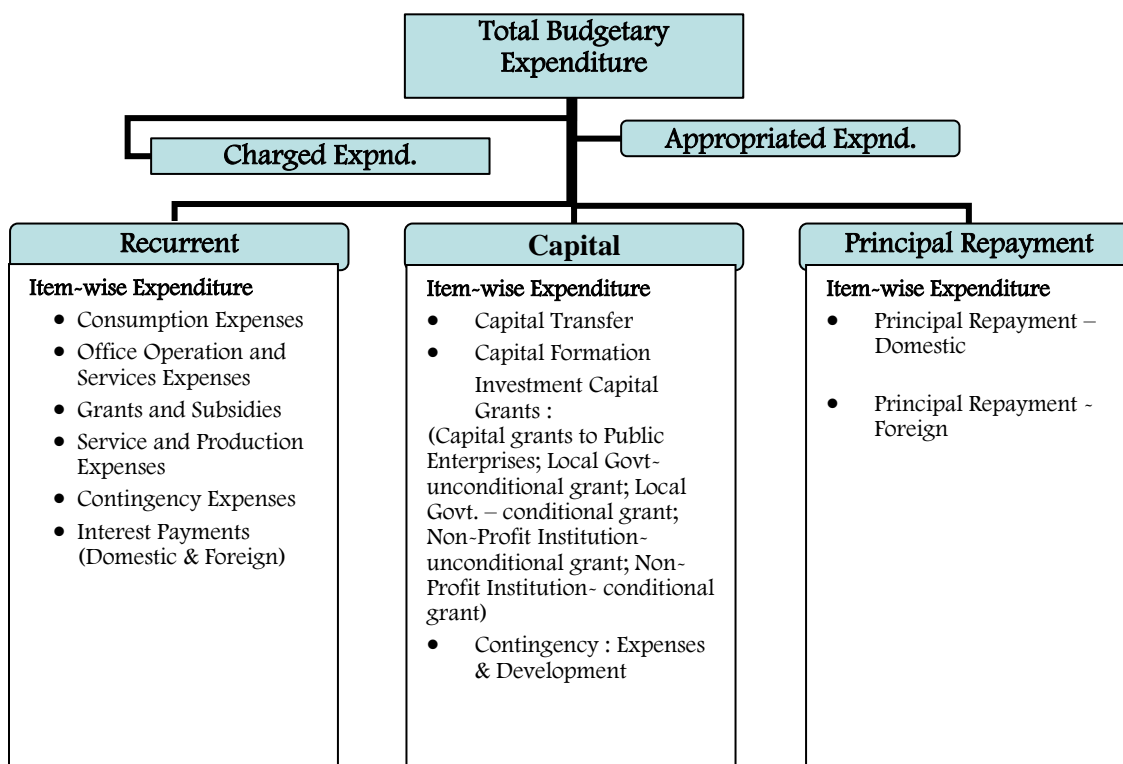 Total Budgetary
Expenditure
Charged Expnd.
Appropriated Expnd.
Recurrent
Item-wise Expenditure
• Consumption Expenses
• Office Operation and
Services Expenses
• Grants and Subsidies
• Service and Production
Expenses
• Contingency Expenses
• Interest Payments
(Domestic & Foreign)
Capital
Item-wise Expenditure
• Capital Transfer
• Capital Formation
Investment Capital
Grants :
(Capital grants to Public
Enterprises; Local Govt-
unconditional grant; Local
Govt. – conditional grant;
Non-Profit Institution-
unconditional grant; Non-
Profit Institution- conditional
grant)
• Contingency : Expenses
& Development
Principal Repayment
Item-wise Expenditure
• Principal Repayment –
Domestic
• Principal Repayment -
Foreign